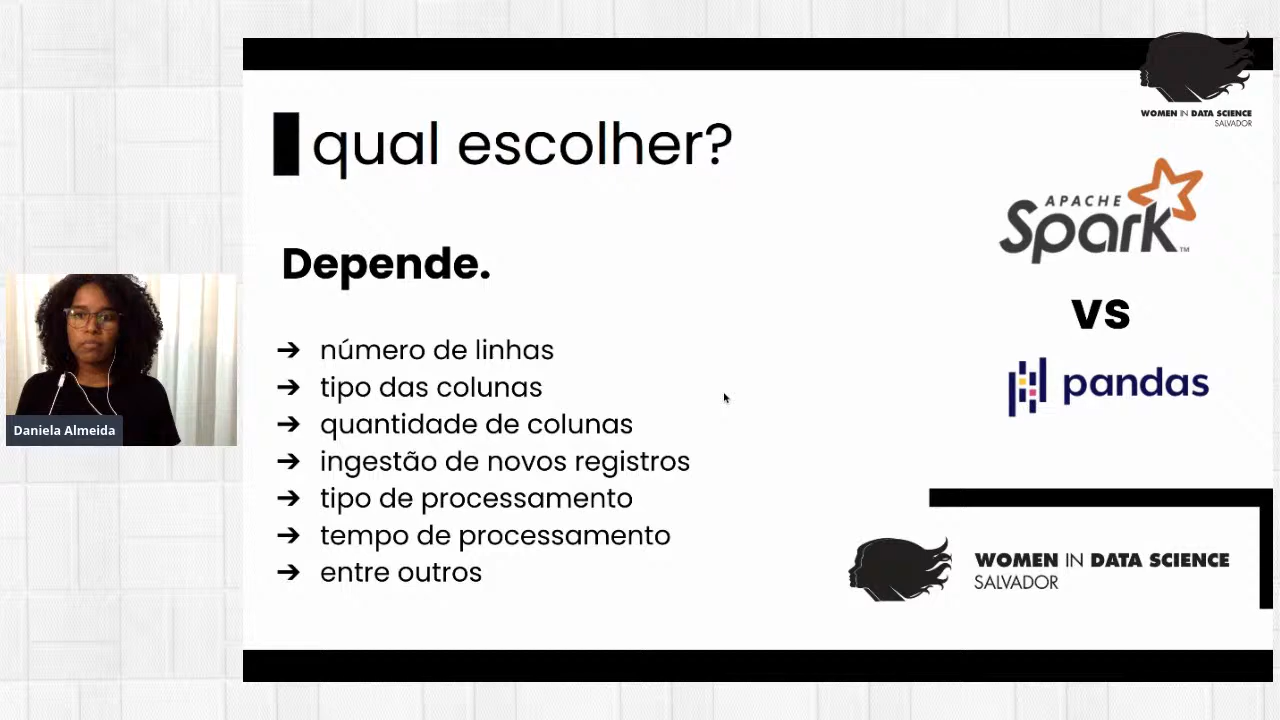 WOMEN IN DATA SCIENCE
SALVADOR
qual escolher?
APACHE
Spark™
Depende.
vs
pandas
➔ número de linhas
➔ tipo das colunas
➔ quantidade de colunas
➔ ingestão de novos registros
➔ tipo de processamento
➔ tempo de processamento
➔ entre outros
Daniela Almeida
WOMEN IN DATA SCIENCE
SALVADOR